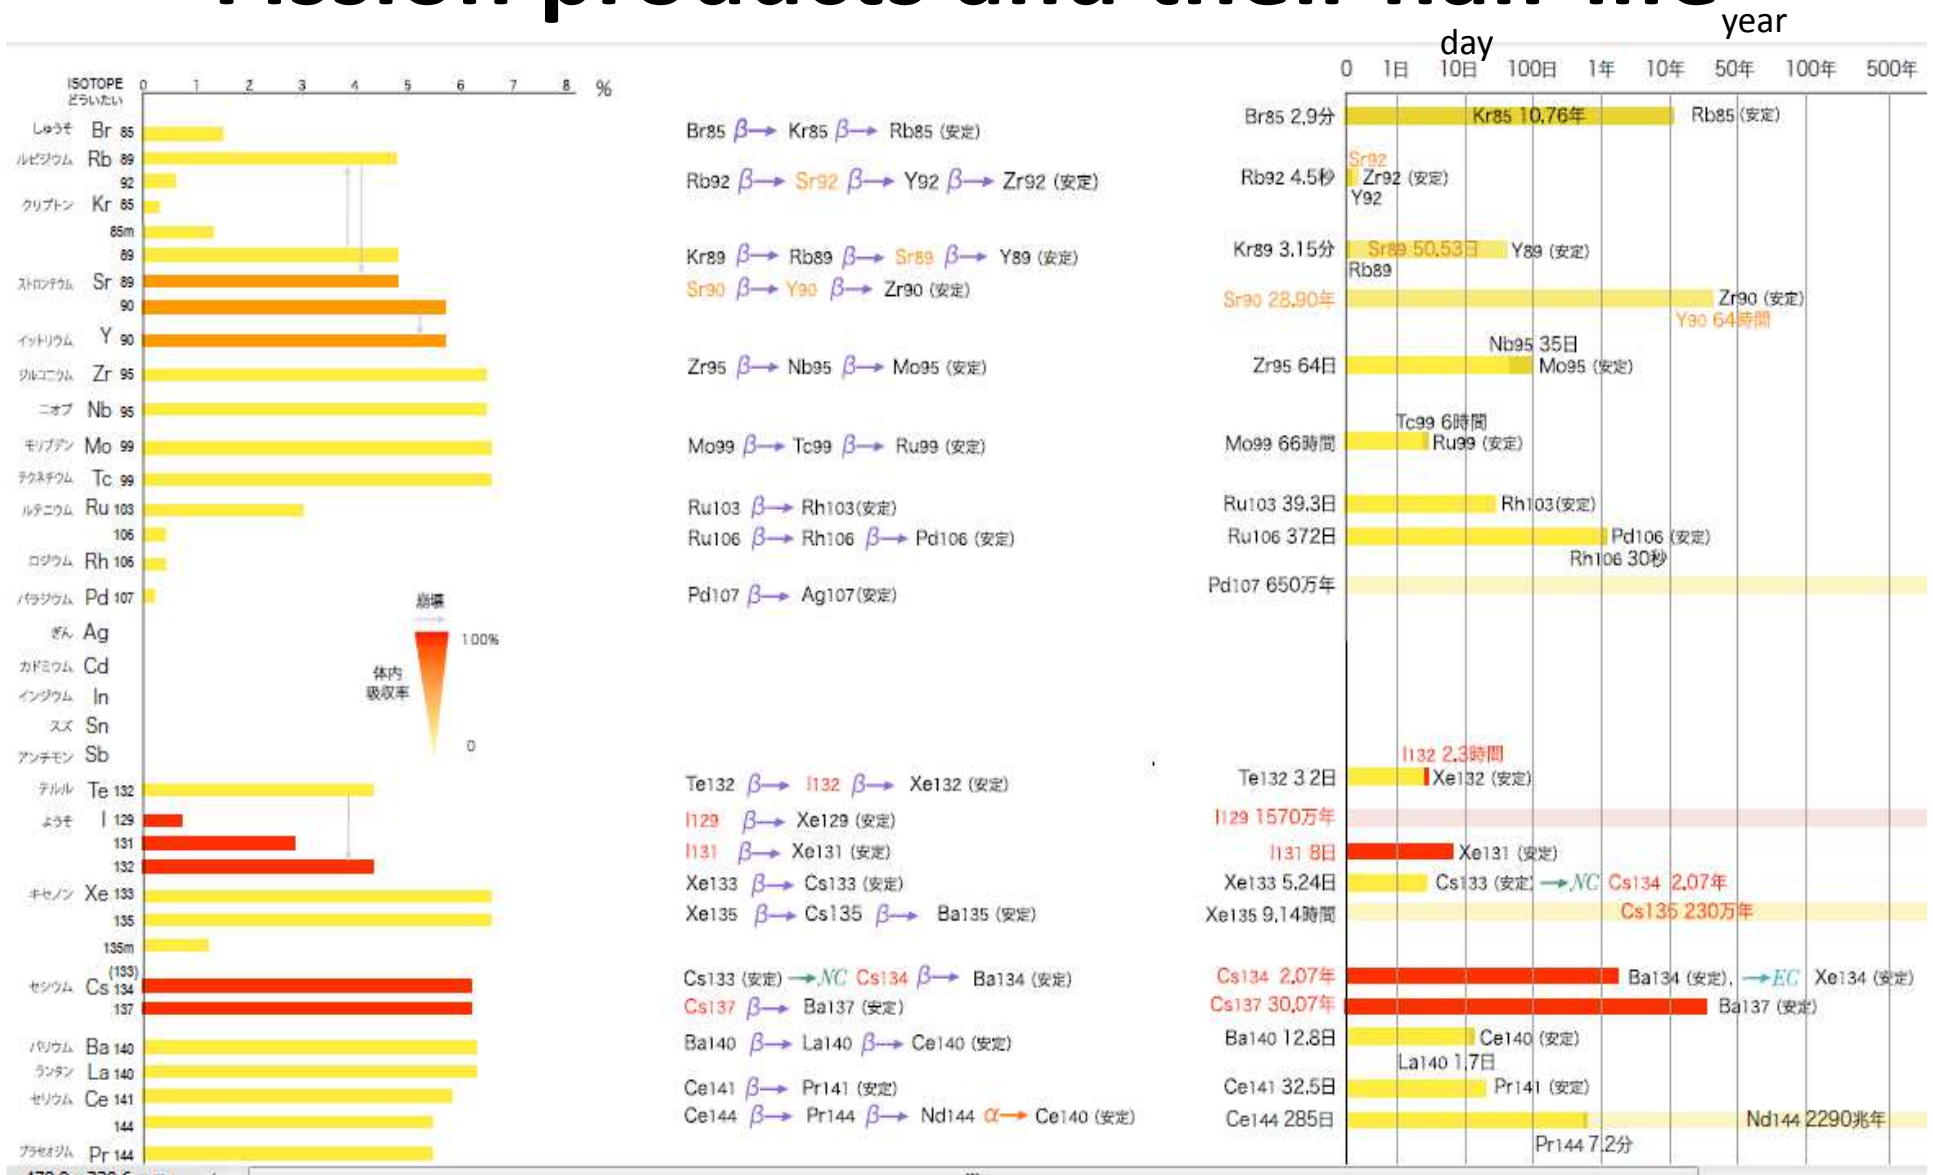 year
day
ISOTOPE 0 1 2 3 4 5 6 7 8 %
どういたい
0 1日 10日 100日 1年 10年 50年 100年 500年
しゅうそ Br 85
ルビジウム Rb 89
92
クリプトン Kr 85
85m
89
ストロンチウム Sr 89
90
イットリウム Y 90
ジルコニウム Zr 95
ニオブ Nb 95
モリブデン Mo 99
テクネチウム Tc 99
ルテニウム Ru 103
106
ロジウム Rh 106
パラジウム Pd 107
ぎん Ag
カドミウム Cd
インジウム In
スズ Sn
アンチモン Sb
テルル Te 132
ようそ I 129
131
132
キセノン Xe 133
135
135m
(133)
セシウム Cs 134
137
バリウム Ba 140
ランタン La 140
セリウム Ce 141
144
プラセオジム Pr 144
崩壊
100%
体内
吸収率
0
Br85 β→ Kr85 β→ Rb85 (安定)
Rb92 β→ Sr92 β→ Y92 β→ Zr92 (安定)
Kr89 β→ Rb89 β→ Sr89 β→ Y89 (安定)
Sr90 β→ Y90 β→ Zr90 (安定)
Zr95 β→ Nb95 β→ Mo95 (安定)
Mo99 β→ Tc99 β→ Ru99 (安定)
Ru103 β→ Rh103(安定)
Ru106 β→ Rh106 β→ Pd106 (安定)
Pd107 β→ Ag107(安定)
Te132 β→ I132 β→ Xe132 (安定)
I129 β→ Xe129 (安定)
I131 β→ Xe131 (安定)
Xe133 β→ Cs133 (安定)
Xe135 β→ Cs135 β→ Ba135 (安定)
Cs133 (安定) →NC Cs134 β→ Ba134 (安定)
Cs137 β→ Ba137 (安定)
Ba140 β→ La140 β→ Ce140 (安定)
Ce141 β→ Pr141 (安定)
Ce144 β→ Pr144 β→ Nd144 α→ Ce140 (安定)
Br85 2.9分 Kr85 10.76年 Rb85 (安定)
Sr92
Rb92 4.5秒 Zr92 (安定)
Y92
Kr89 3.15分 Sr89 50.53日 Y89 (安定)
Rb89
Sr90 28.90年 Zr90 (安定)
Y90 64時間
Nb95 35日
Zr95 64日 Mo95 (安定)
Tc99 6時間
Mo99 66時間 Ru99 (安定)
Ru103 39.3日 Rh103(安定)
Ru106 372日 Pd106 (安定)
Rh106 30秒
Pd107 650万年
I132 2.3時間
Te132 3 2日 Xe132 (安定)
I129 1570万年
I131 8日 Xe131 (安定)
Xe133 5.24日 Cs133 (安定) →NC Cs134 2.07年
Xe135 9.14時間 Cs135 230万年
Cs134 2.07年 Ba134 (安定), →EC Xe134 (安定)
Cs137 30.07年 Ba137 (安定)
Ba140 12.8日 Ce140 (安定)
La140 1.7日
Ce141 32.5日 Pr141 (安定)
Ce144 285日 Nd144 2290兆年
Pr144 7.2分